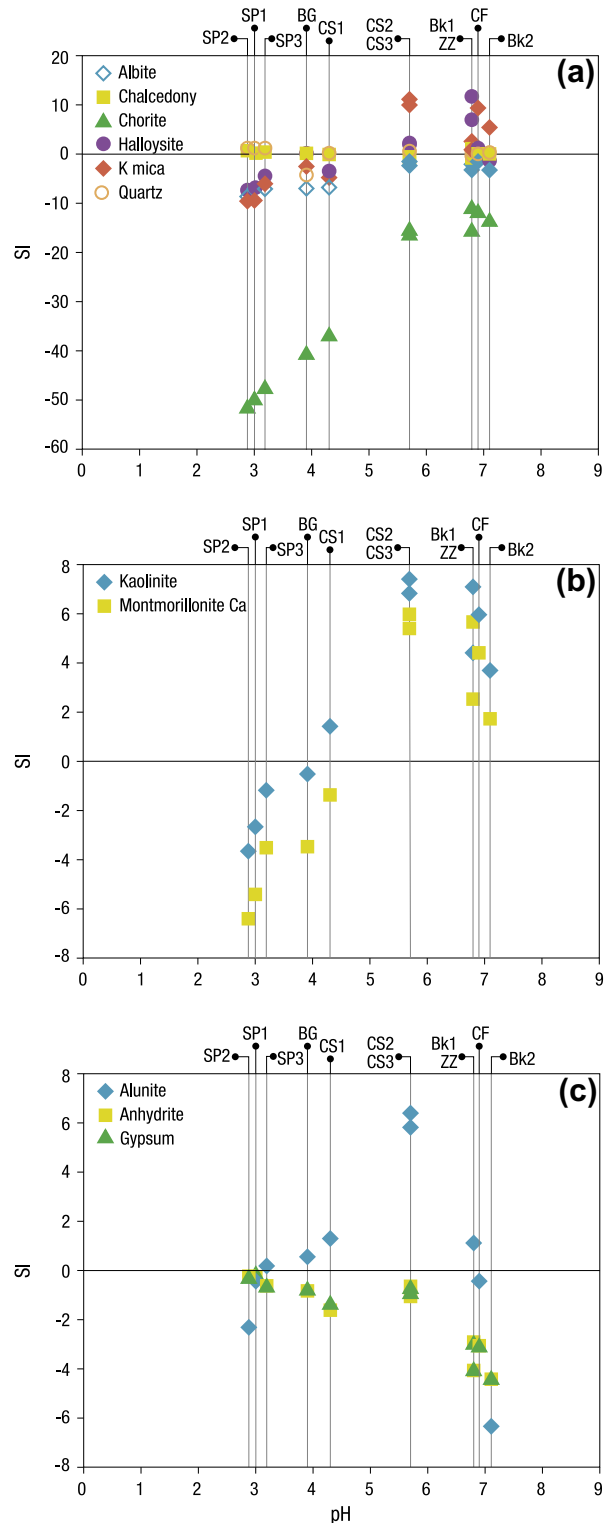 SP1 BG CS2 Bk1 CF
SP2 SP3 CS1 CS3 ZZ Bk2
(a)
Albite
Chalcedony
Chorite
Halloysite
K mica
Quartz
SI
20
10
0
-10
-20
-30
-40
-50
-60
0 1 2 3 4 5 6 7 8 9
SP1 BG CS2 Bk1 CF
SP2 SP3 CS1 CS3 ZZ Bk2
(b)
Kaolinite
Montmorillonite Ca
SI
8
6
4
2
0
-2
-4
-6
-8
0 1 2 3 4 5 6 7 8 9
SP1 BG CS2 Bk1 CF
SP2 SP3 CS1 CS3 ZZ Bk2
(c)
Alunite
Anhydrite
Gypsum
SI
8
6
4
2
0
-2
-4
-6
-8
0 1 2 3 4 5 6 7 8 9
pH